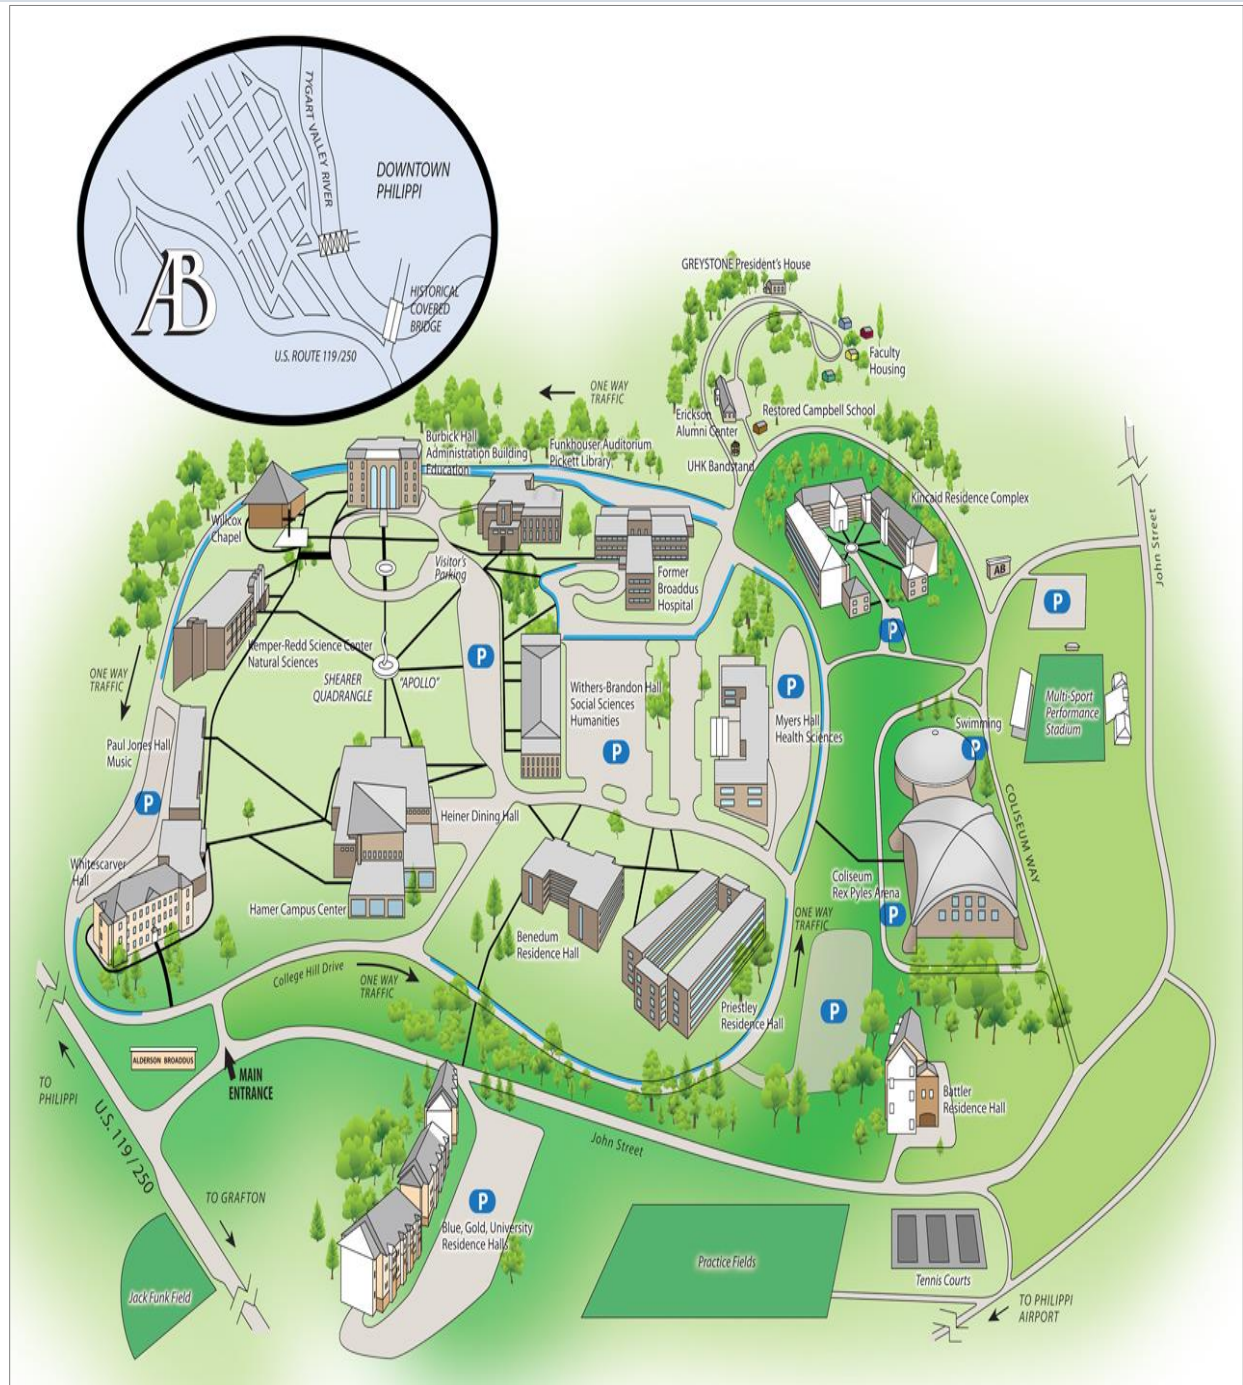 TYGART VALLEY RIVER
DOWNTOWN
PHILIPPI
AB
HISTORICAL
COVERED
BRIDGE
U.S. ROUTE 119/250
GREYSTONE President's House
Faculty
Housing
ONE WAY
TRAFFIC
Erickson
Alumni Center
Restored Campbell School
UHK Bandstand
Burbick Hall
Administration Building
Education
Funkhouser Auditorium
Pickett Library
Kincaid Residence Complex
John Street
Willcox
Chapel
Visitor's
Parking
Former
Broaddus
Hospital
AB
P
P
Kemper-Redd Science Center
Natural Sciences
SHEARER
QUADRANGLE
"APOLLO"
P
ONE WAY
TRAFFIC
Withers-Brandon Hall
Social Sciences
Humanities
P
P
Myers Hall
Health Sciences
Swimming
P
Multi-Sport
Performance
Stadium
Paul Jones Hall
Music
P
Heiner Dining Hall
COLISEUM WAY
Whitescarver
Hall
Hamer Campus Center
Coliseum
Rex Pyles Arena
P
ONE WAY
TRAFFIC
Benedum
Residence Hall
College Hill Drive
ONE WAY
TRAFFIC
Priestley
Residence Hall
P
ALDERSON BROADDUS
MAIN
ENTRANCE
TO
PHILIPPI
U.S. 119/250
Battler
Residence Hall
John Street
TO GRAFTON
P
Blue, Gold, University
Residence Halls
Practice Fields
Tennis Courts
Jack Funk Field
TO PHILIPPI
AIRPORT